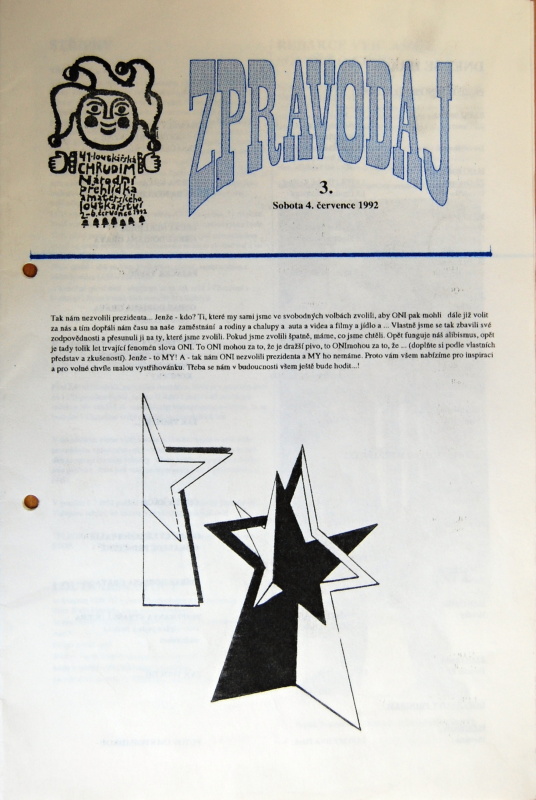 ZPRAVODAJ
41. loutkářská
CHRUDIM
Národní
přehlídka
amatérského
loutkářství
2.-6. července 1992
3.
Sobota 4. července 1992
Tak nám nezvolili prezidenta... Jenže - kdo? Ti, které my sami jsme ve svobodných volbách zvolili, aby ONI pak mohli dále již volit
za nás a tím dopřáli nám času na naše zaměstnání a rodiny a chalupy a auta a videa a filmy a jídlo a ... Vlastně jsme se tak zbavili své
zodpovědnosti a přesunuli ji na ty, které jsme zvolili. Pokud jsme zvolili špatně, máme, co jsme chtěli. Opět funguje náš alibismus, opět
je tady tolik let trvající fenomén slova ONI. To ONI mohou za to, že je dražší pivo, to ONImohou za to, že ... (doplňte si podle vlastních
představ a zkušeností). Jenže - to MY! A - tak nám ONI nezvolili prezidenta a MY ho nemáme. Proto vám všem nabízíme pro inspiraci
a pro volné chvíle malou vystřihovánku. Třeba se nám v budoucnosti všem ještě bude hodit...!